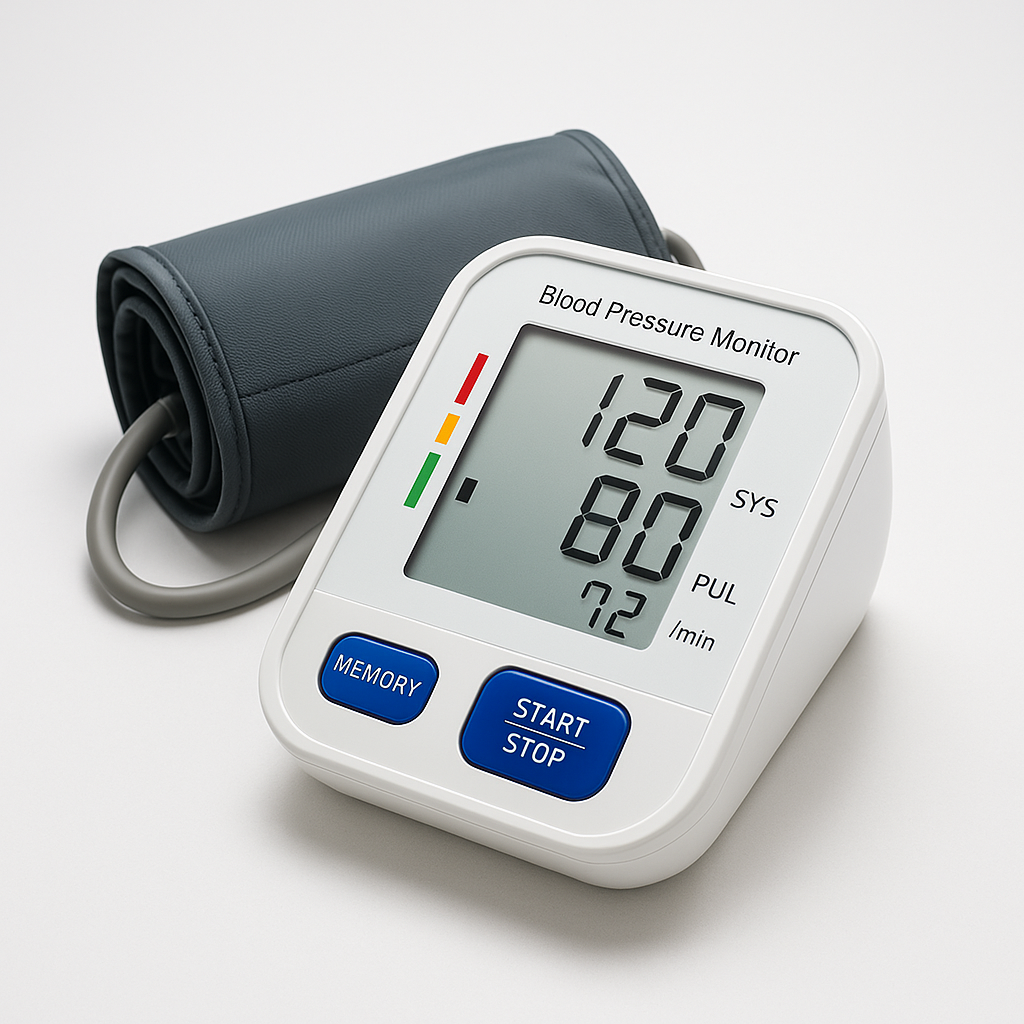 Blood Pressure Monitor
120
SYS
80
PUL
72
/min
MEMORY
START
STOP